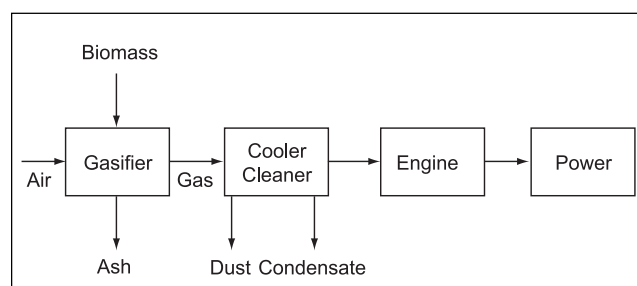 Biomass
Gasifier
Cooler
Cleaner
Engine
Power
Air
Gas
Ash
Dust Condensate